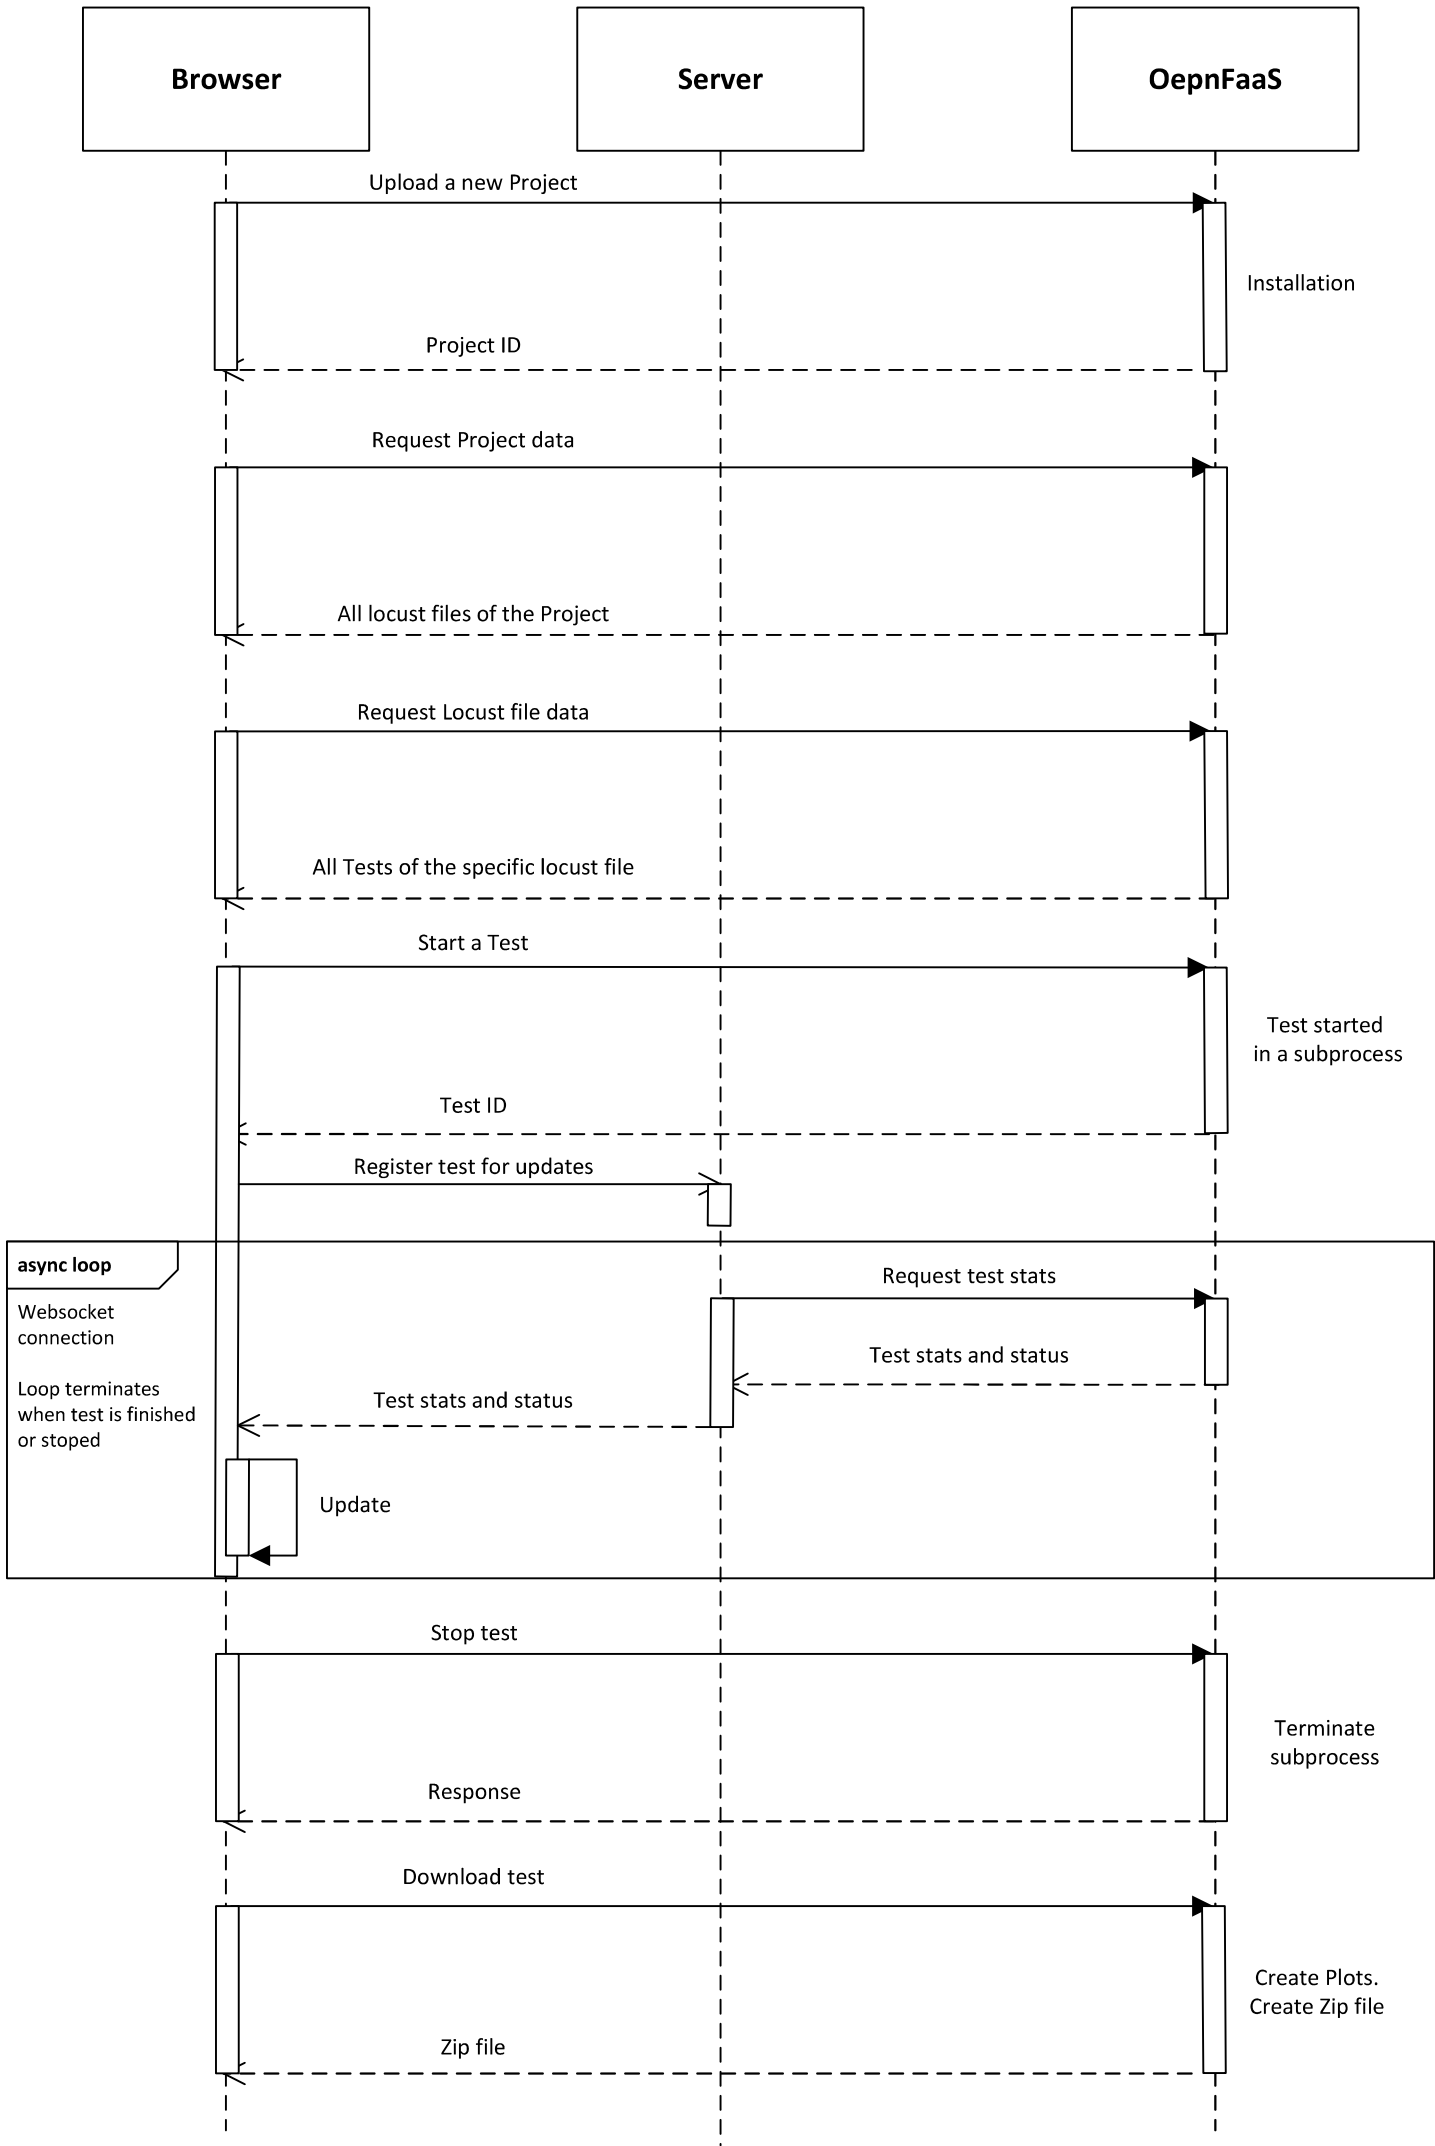 Browser
Server
OepnFaaS
Upload a new Project
Installation
Project ID
Request Project data
All locust files of the Project
Request Locust file data
All Tests of the specific locust file
Start a Test
Test started
in a subprocess
Test ID
Register test for updates
async loop
Websocket
connection
Loop terminates
when test is finished
or stoped
Request test stats
Test stats and status
Test stats and status
Update
Stop test
Terminate
subprocess
Response
Download test
Create Plots.
Create Zip file
Zip file